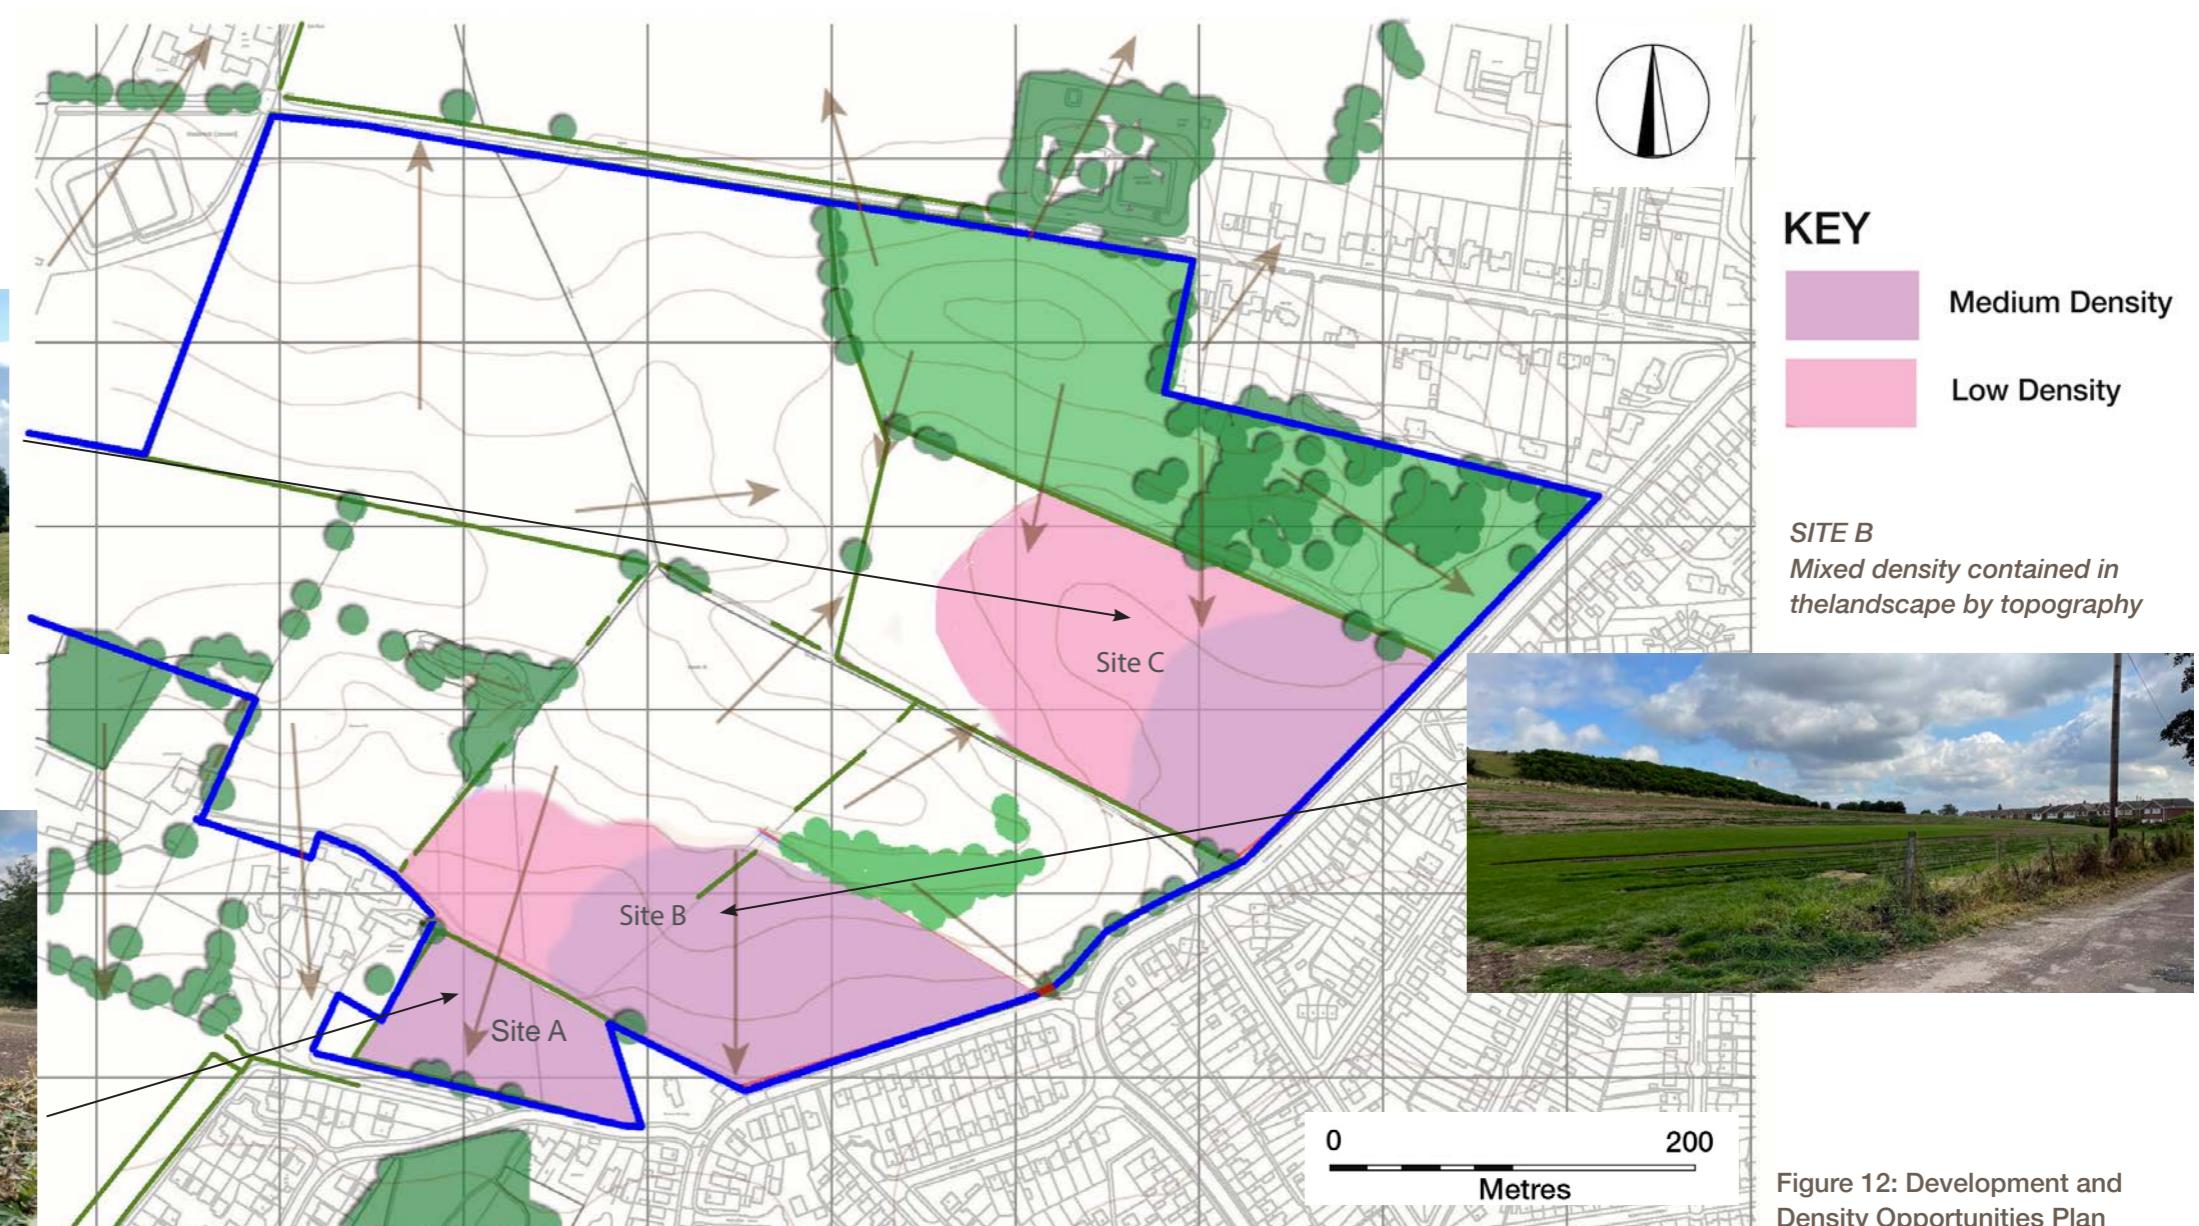 KEY
Medium Density
Low Density
SITE B
Mixed density contained in
thelandscape by topography
Site C
Site B
Site A
0 200
Metres
Figure 12: Development and
Density Opportunities Plan